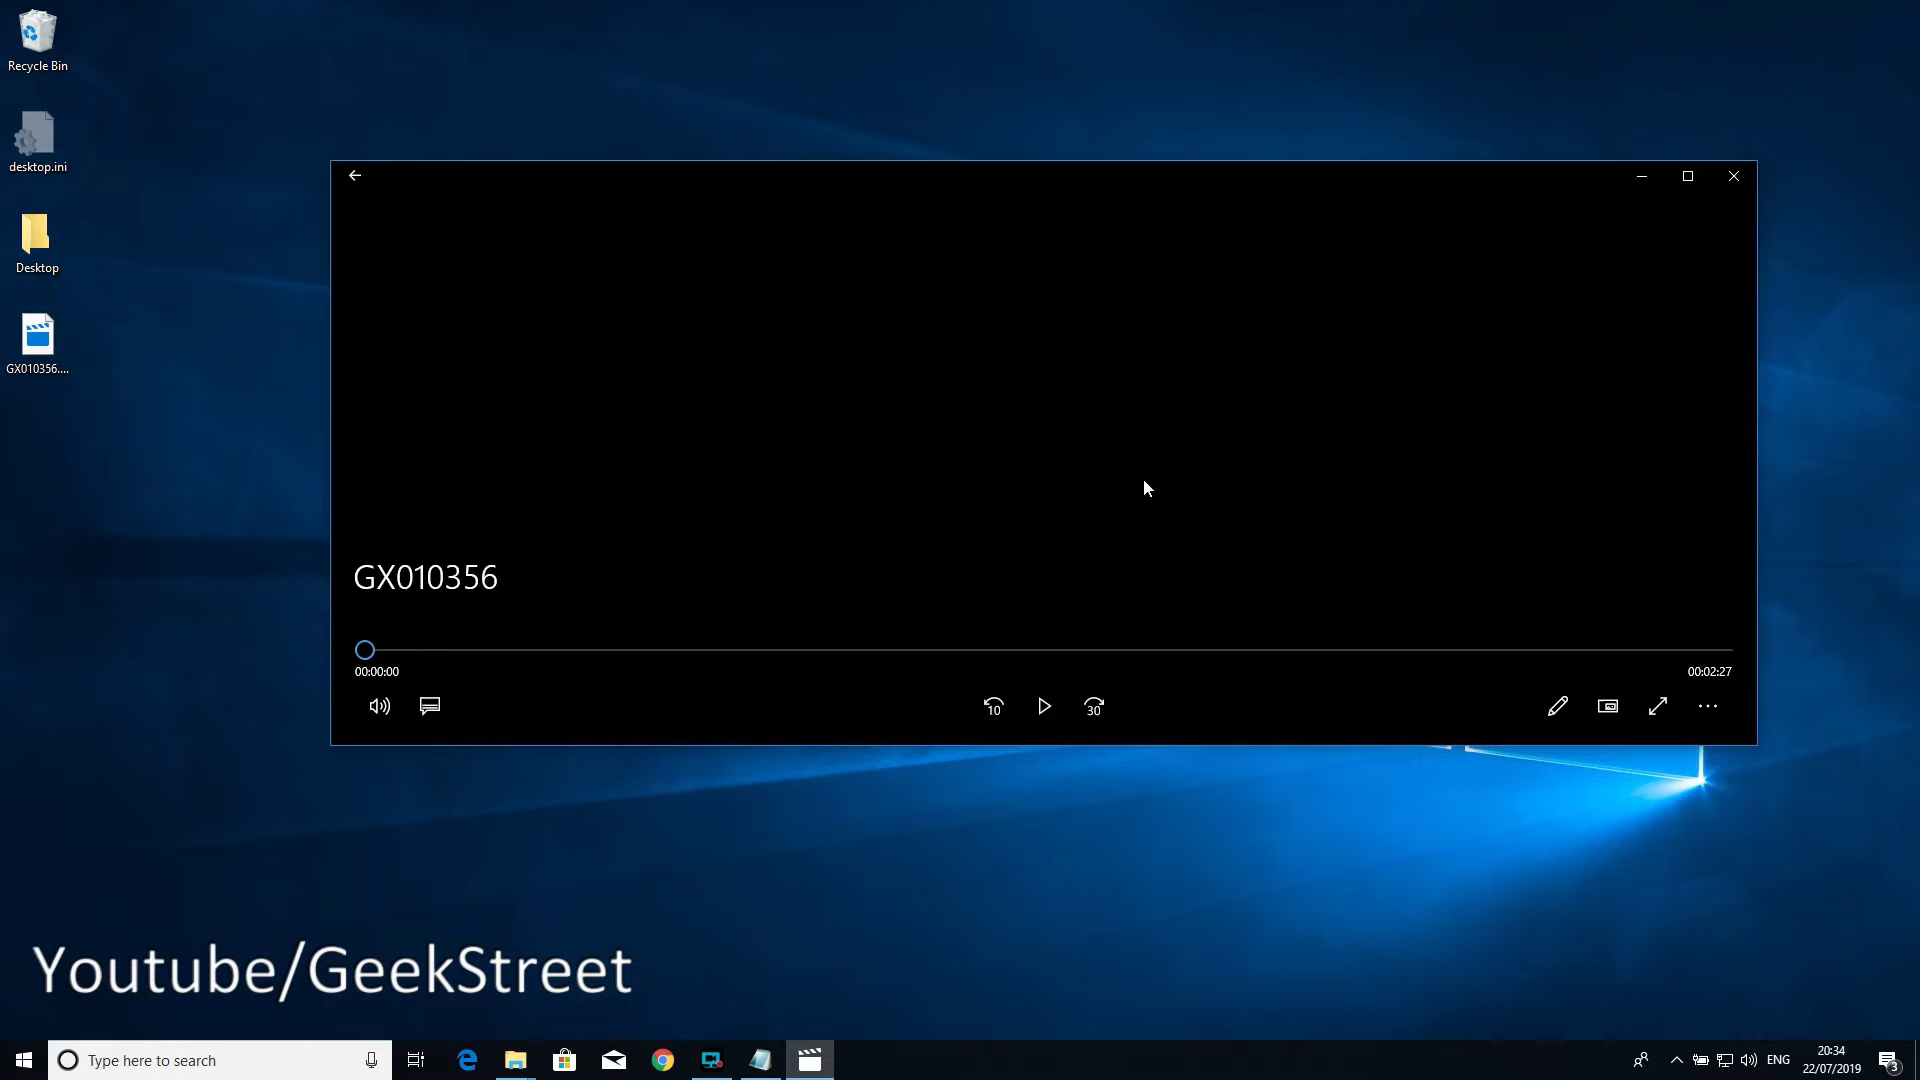 Recycle Bin
desktop.ini
Desktop
GX010356....
GX010356
00:00:00
00:02:27
10
30
Youtube/GeekStreet
Type here to search
ENG
20:34
22/07/2019
3